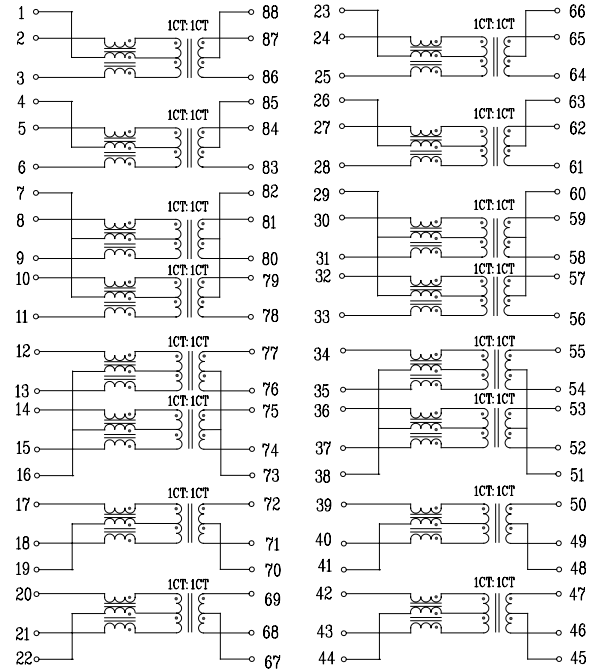 1 88
1CT:1CT
2 87
3 86
4 85
1CT:1CT
5 84
6 83
7 82
1CT:1CT
8 81
9 80
1CT:1CT
10 79
11 78
1CT:1CT
12 77
13 76
1CT:1CT
14 75
15 74
16 73
1CT:1CT
17 72
18 71
19 70
1CT:1CT
20 69
21 68
22 67
23 66
1CT:1CT
24 65
25 64
26 63
1CT:1CT
27 62
28 61
29 60
1CT:1CT
30 59
31 58
1CT:1CT
32 57
33 56
1CT:1CT
34 55
35 54
1CT:1CT
36 53
37 52
38 51
1CT:1CT
39 50
40 49
41 48
1CT:1CT
42 47
43 46
44 45